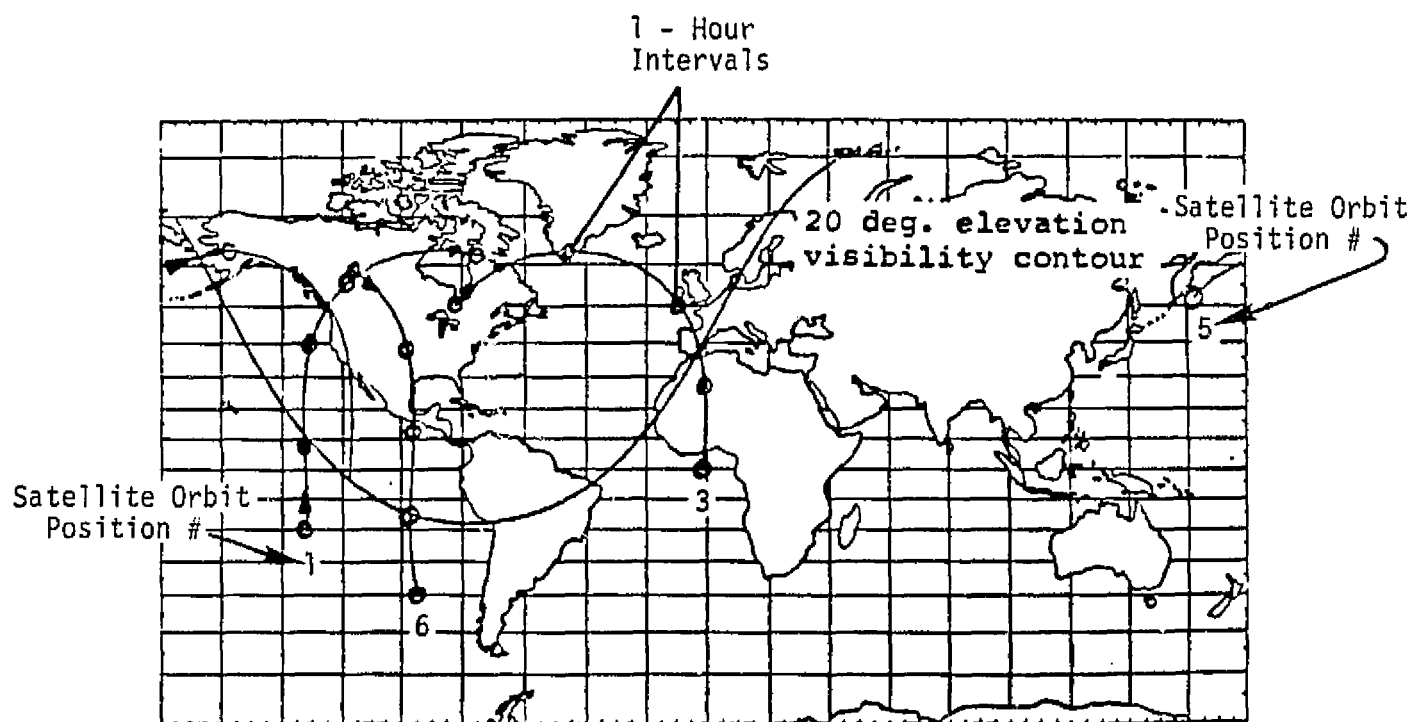 1 - Hour
Intervals
20 deg. elevation
visibility contour
Satellite Orbit
Position #
5
Satellite Orbit
Position #
1
3
6